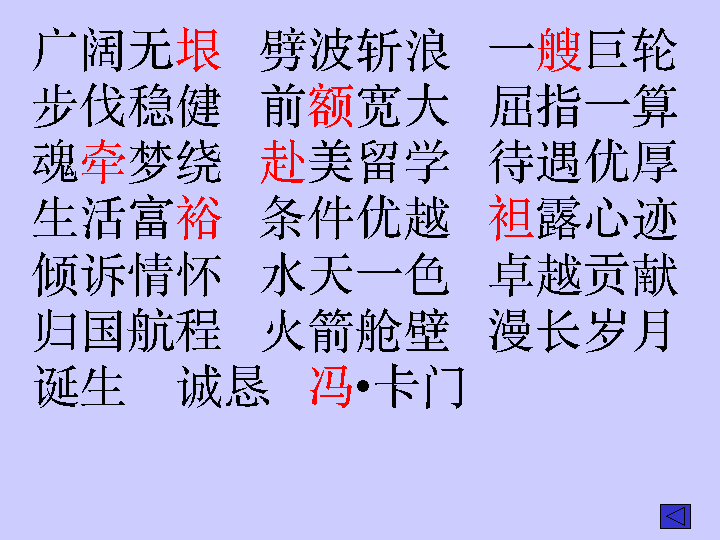 广阔无垠 劈波斩浪 一艘巨轮
步伐稳健 前额宽大 屈指一算
魂牵梦绕 赴美留学 待遇优厚
生活富裕 条件优越 袒露心迹
倾诉情怀 水天一色 卓越贡献
归国航程 火箭舱壁 漫长岁月
诞生 诚恳 冯•卡门